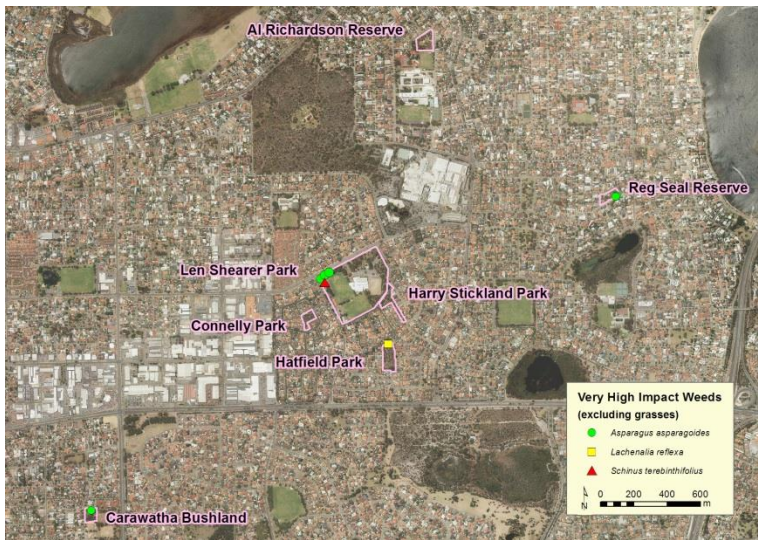 Al Richardson Reserve
Reg Seal Reserve
Len Shearer Park
Harry Stickland Park
Connelly Park
Hatfield Park
Very High Impact Weeds
(excluding grasses)
Asparagus asparagoides
Lachenalia reflexa
Schinus terebinthifolius
N
0 200 400 600
m
Carawatha Bushland